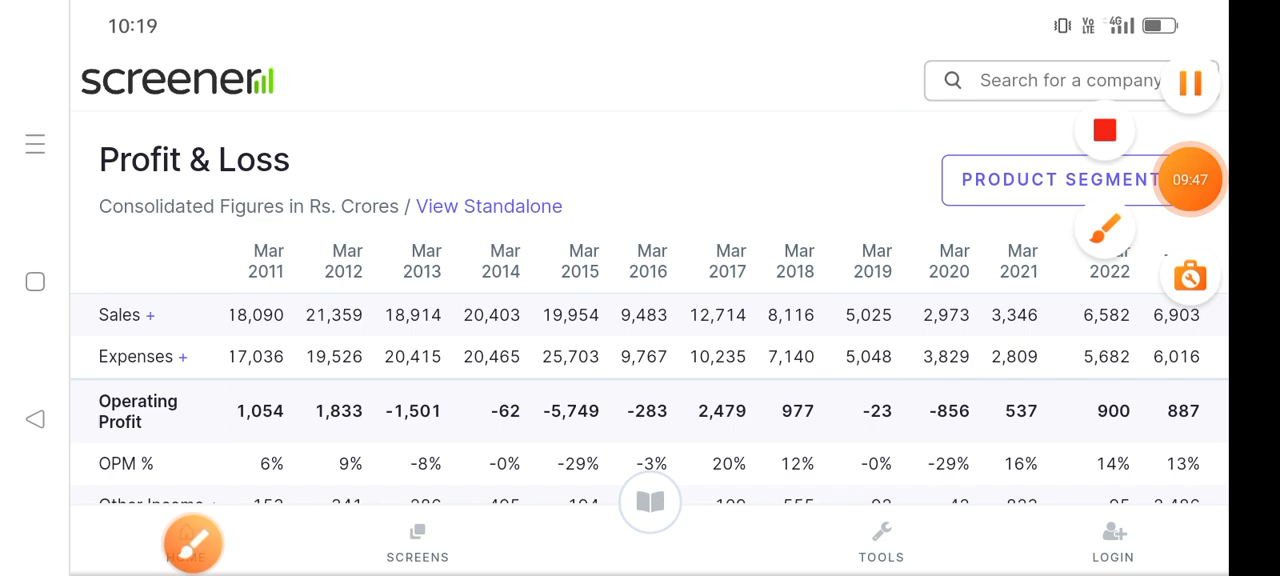 10:19
Vo LTE 4G
screener
Search for a company
Profit & Loss
PRODUCT SEGMENT
09:47
Consolidated Figures in Rs. Crores / View Standalone
Mar 2011 Mar 2012 Mar 2013 Mar 2014 Mar 2015 Mar 2016 Mar 2017 Mar 2018 Mar 2019 Mar 2020 Mar 2021 2022
Sales + 18,090 21,359 18,914 20,403 19,954 9,483 12,714 8,116 5,025 2,973 3,346 6,582 6,903
Expenses + 17,036 19,526 20,415 20,465 25,703 9,767 10,235 7,140 5,048 3,829 2,809 5,682 6,016
Operating Profit 1,054 1,833 -1,501 -62 -5,749 -283 2,479 977 -23 -856 537 900 887
OPM % 6% 9% -8% -0% -29% -3% 20% 12% -0% -29% 16% 14% 13%
Other Income
HOME SCREENS TOOLS LOGIN